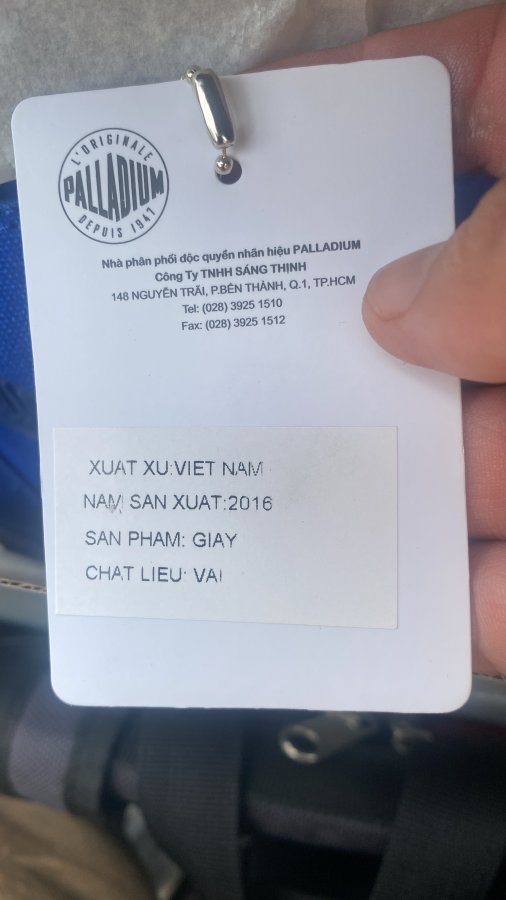 L'ORIGINALE
PALLADIUM
DEPUIS 1947
Nhà phân phối độc quyền nhãn hiệu PALLADIUM
Công Ty TNHH SÁNG THỊNH
148 NGUYỄN TRÃI, P.BẾN THÀNH, Q.1, TP.HCM
Tel: (028) 3925 1510
Fax: (028) 3925 1512
XUAT XU:VIET NAM
NAM SAN XUAT:2016
SAN PHAM: GIAY
CHAT LIEU: VAI